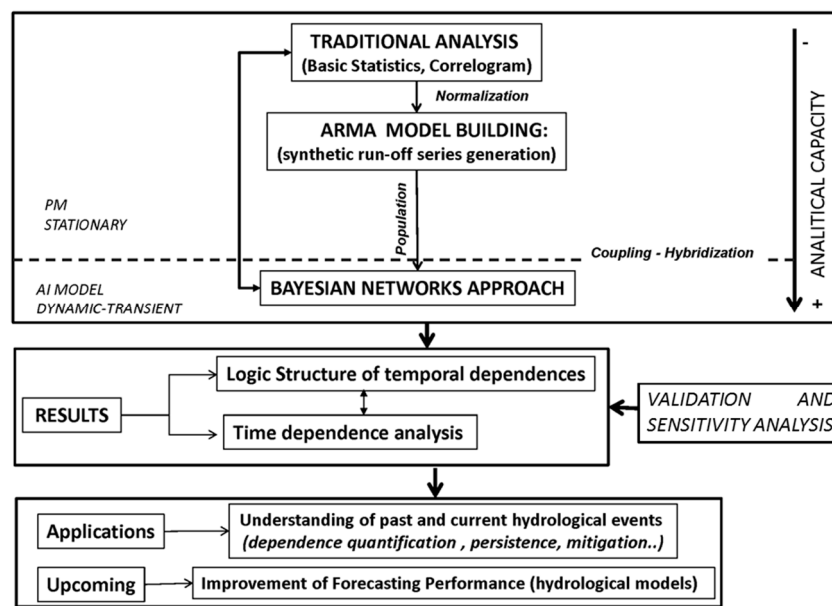 TRADITIONAL ANALYSIS
(Basic Statistics, Correlogram)
-
Normalization
ARMA MODEL BUILDING:
(synthetic run-off series generation)
ANALITICAL CAPACITY
Population
PM
STATIONARY
Coupling - Hybridization
AI MODEL
DYNAMIC-TRANSIENT
BAYESIAN NETWORKS APPROACH
+
Logic Structure of temporal dependences
RESULTS
Time dependence analysis
VALIDATION AND
SENSITIVITY ANALYSIS
Applications
Understanding of past and current hydrological events
(dependence quantification , persistence, mitigation..)
Upcoming
Improvement of Forecasting Performance (hydrological models)